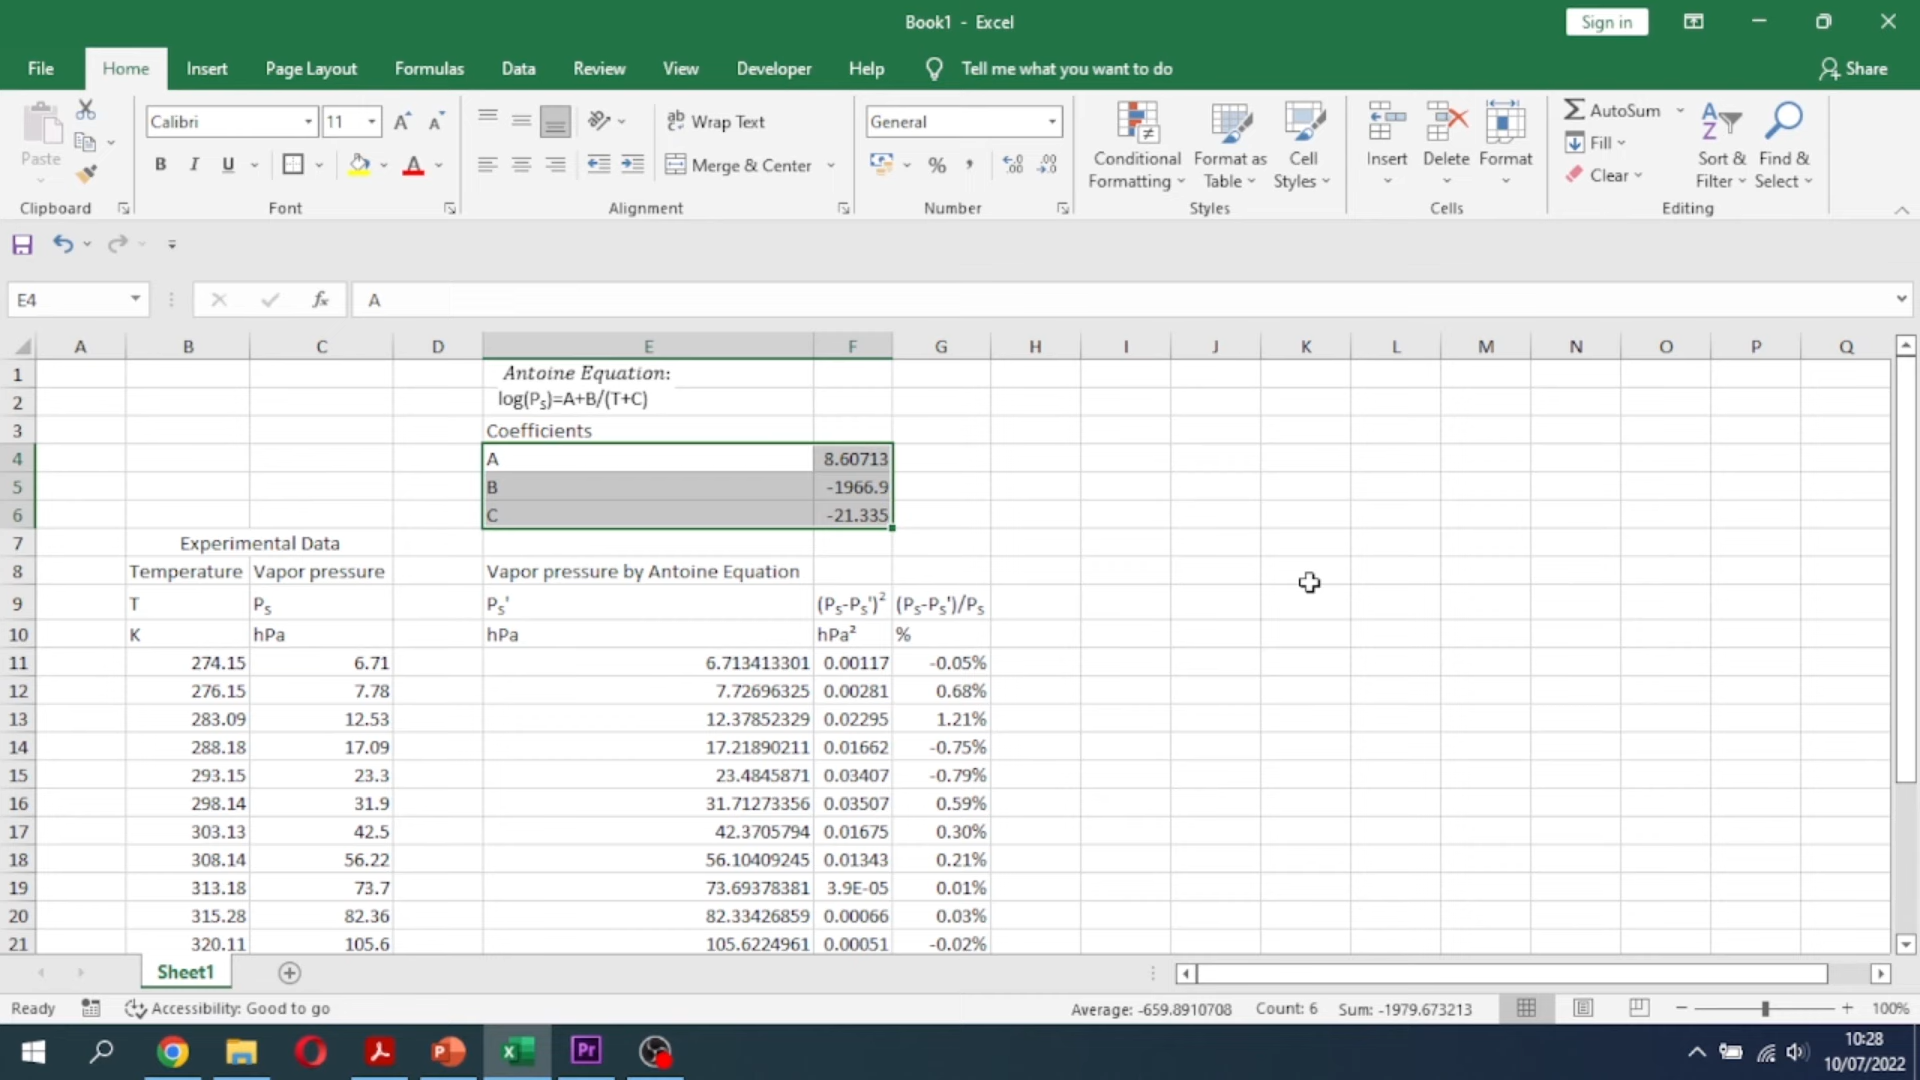 Book1 - Excel
Sign in
File Home Insert Page Layout Formulas Data Review View Developer Help Tell me what you want to do Share
Paste
Clipboard
Calibri 11
B I U
Font
Wrap Text
Merge & Center
Alignment
General
%
Number
Conditional Formatting
Format as Table
Cell Styles
Styles
Insert
Delete
Format
Cells
AutoSum
Fill
Clear
Sort & Filter
Find & Select
Editing
E4 fx A
A B C D E F G H I J K L M N O P Q
1 Antoine Equation:
2 log(Ps)=A+B/(T+C)
3 Coefficients
4 A 8.60713
5 B -1966.9
6 C -21.335
7 Experimental Data
8 Temperature Vapor pressure Vapor pressure by Antoine Equation
9 T Ps Ps' (Ps-Ps')² (Ps-Ps')/Ps
10 K hPa hPa hPa² %
11 274.15 6.71 6.713413301 0.00117 -0.05%
12 276.15 7.78 7.72696325 0.00281 0.68%
13 283.09 12.53 12.37852329 0.02295 1.21%
14 288.18 17.09 17.21890211 0.01662 -0.75%
15 293.15 23.3 23.4845871 0.03407 -0.79%
16 298.14 31.9 31.71273356 0.03507 0.59%
17 303.13 42.5 42.3705794 0.01675 0.30%
18 308.14 56.22 56.10409245 0.01343 0.21%
19 313.18 73.7 73.69378381 3.9E-05 0.01%
20 315.28 82.36 82.33426859 0.00066 0.03%
21 320.11 105.6 105.6224961 0.00051 -0.02%
Sheet1
Ready Accessibility: Good to go Average: -659.8910708 Count: 6 Sum: -1979.673213 100%
10:28
10/07/2022